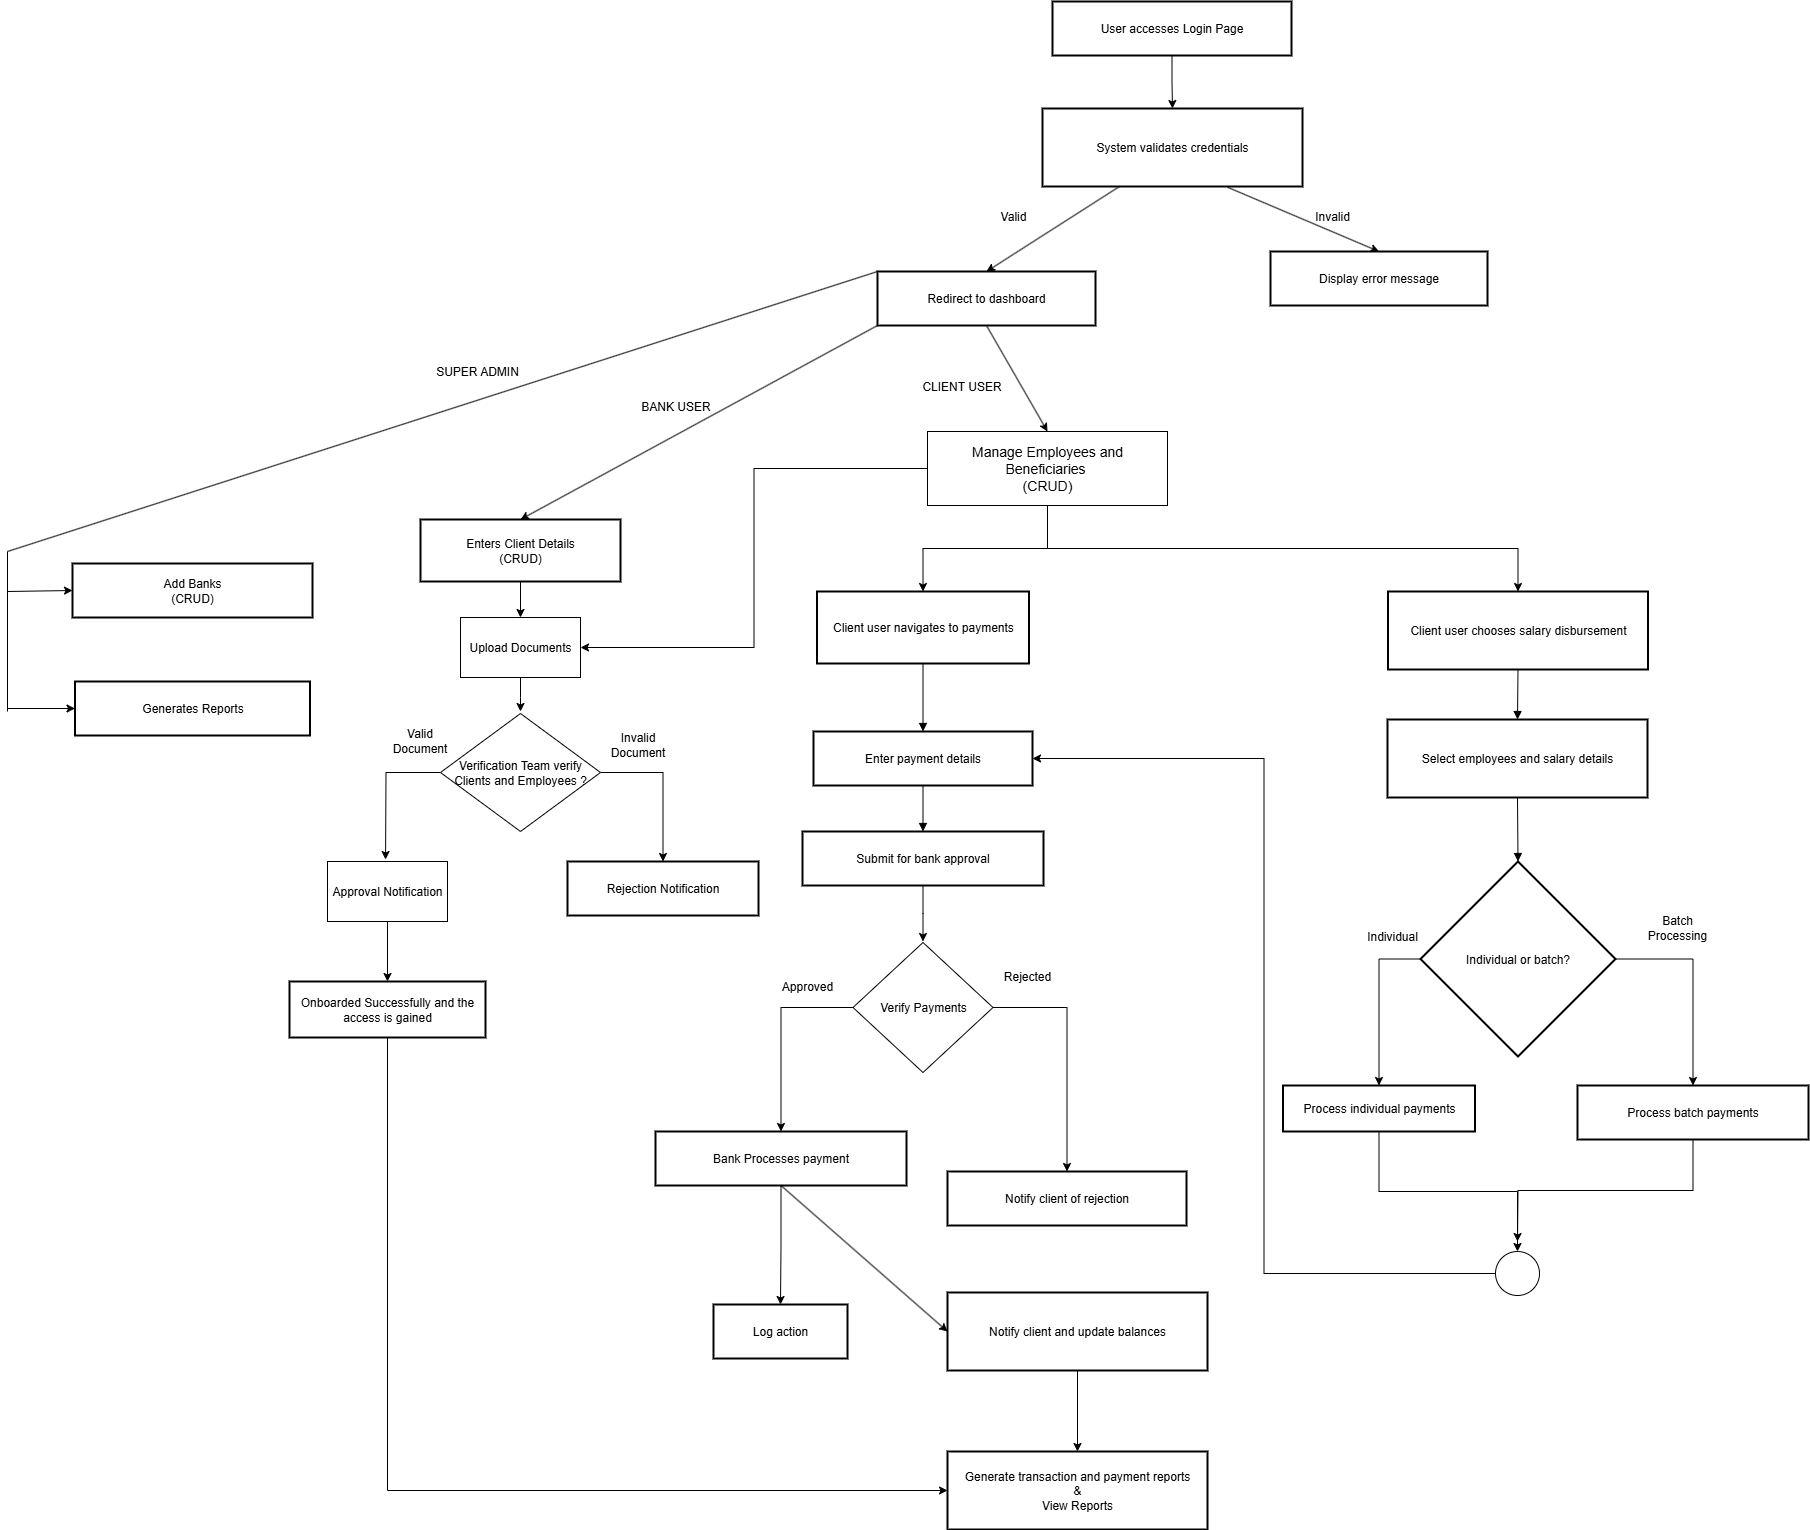 User accesses Login Page
System validates credentials
Valid
Invalid
Display error message
Redirect to dashboard
SUPER ADMIN
BANK USER
CLIENT USER
Manage Employees and
Beneficiaries
(CRUD)
Enters Client Details
(CRUD)
Add Banks
(CRUD)
Client user navigates to payments
Client user chooses salary disbursement
Upload Documents
Generates Reports
Valid
Document
Invalid
Document
Verification Team verify
Clients and Employees ?
Enter payment details
Select employees and salary details
Submit for bank approval
Approval Notification
Rejection Notification
Individual
Batch
Processing
Individual or batch?
Approved
Rejected
Verify Payments
Onboarded Successfully and the
access is gained
Process individual payments
Process batch payments
Bank Processes payment
Notify client of rejection
Log action
Notify client and update balances
Generate transaction and payment reports
&
View Reports